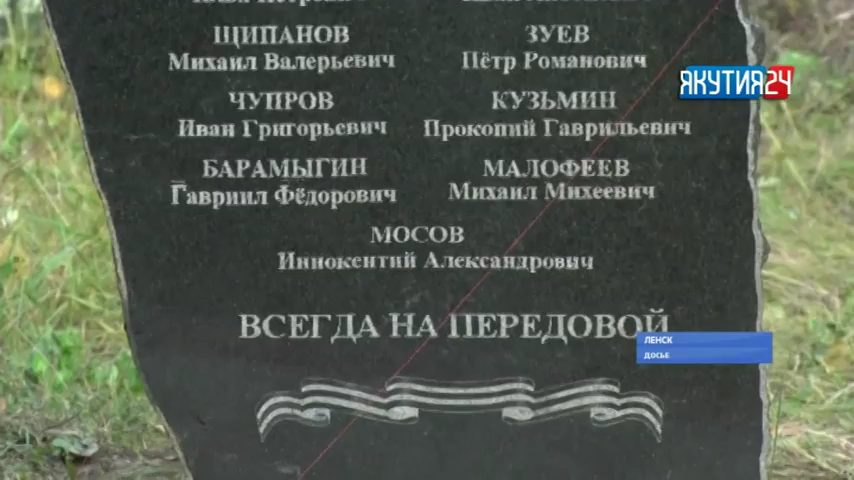 ЩИПАНОВ
Михаил Валерьевич
ЗУЕВ
Пётр Романович
ЯКУТИЯ24
ЧУПРОВ
Иван Григорьевич
КУЗЬМИН
Прокопий Гаврильевич
БАРАМЫГИН
Гавриил Фёдорович
МАЛОФЕЕВ
Михаил Михеевич
МОСОВ
Иннокентий Александрович
ВСЕГДА НА ПЕРЕДОВОЙ
ЛЕНСК
ДОСЬЕ